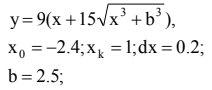 y = 9(x + 15√(x³ + b³)),
x₀ = −2.4; xₖ = 1; dx = 0.2;
b = 2.5;